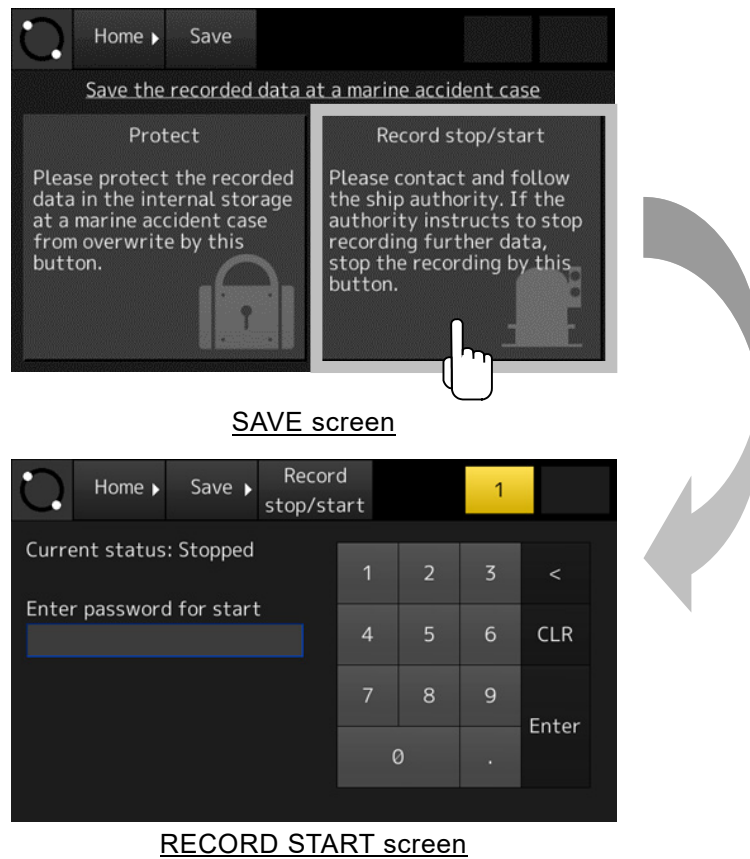 Home Save
Save the recorded data at a marine accident case
Protect
Please protect the recorded
data in the internal storage
at a marine accident case
from overwrite by this
button.
Record stop/start
Please contact and follow
the ship authority. If the
authority instructs to stop
recording further data,
stop the recording by this
button.
SAVE screen
Home Save Record
stop/start
1
Current status: Stopped
Enter password for start
1 2 3 <
4 5 6 CLR
7 8 9
Enter
0 .
RECORD START screen